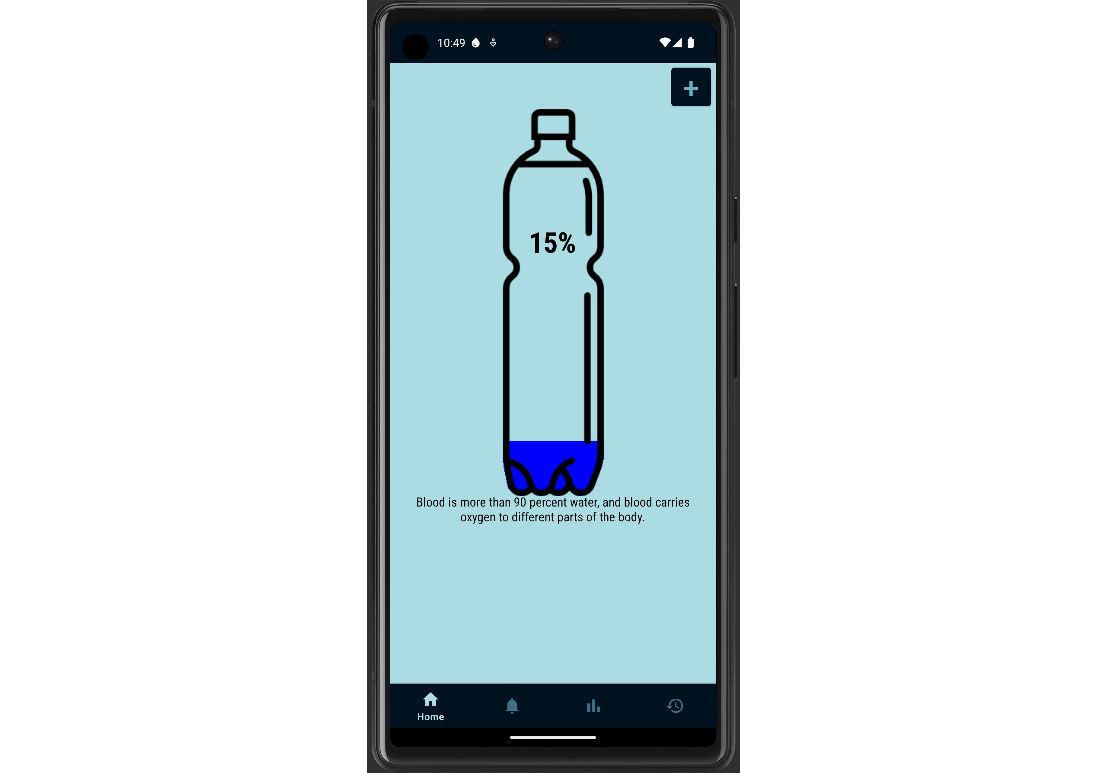 10:49
15%
Blood is more than 90 percent water, and blood carries
oxygen to different parts of the body.
Home